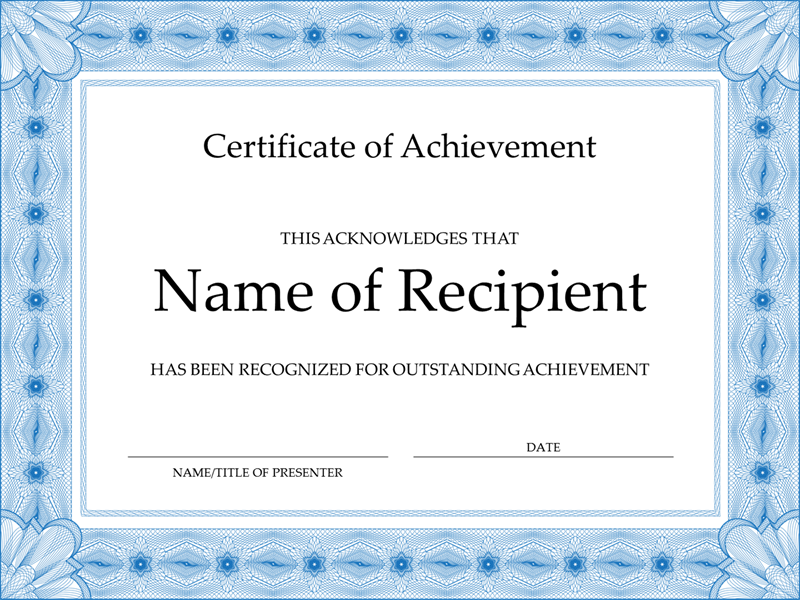 Certificate of Achievement
THIS ACKNOWLEDGES THAT
Name of Recipient
HAS BEEN RECOGNIZED FOR OUTSTANDING ACHIEVEMENT
DATE
NAME/TITLE OF PRESENTER